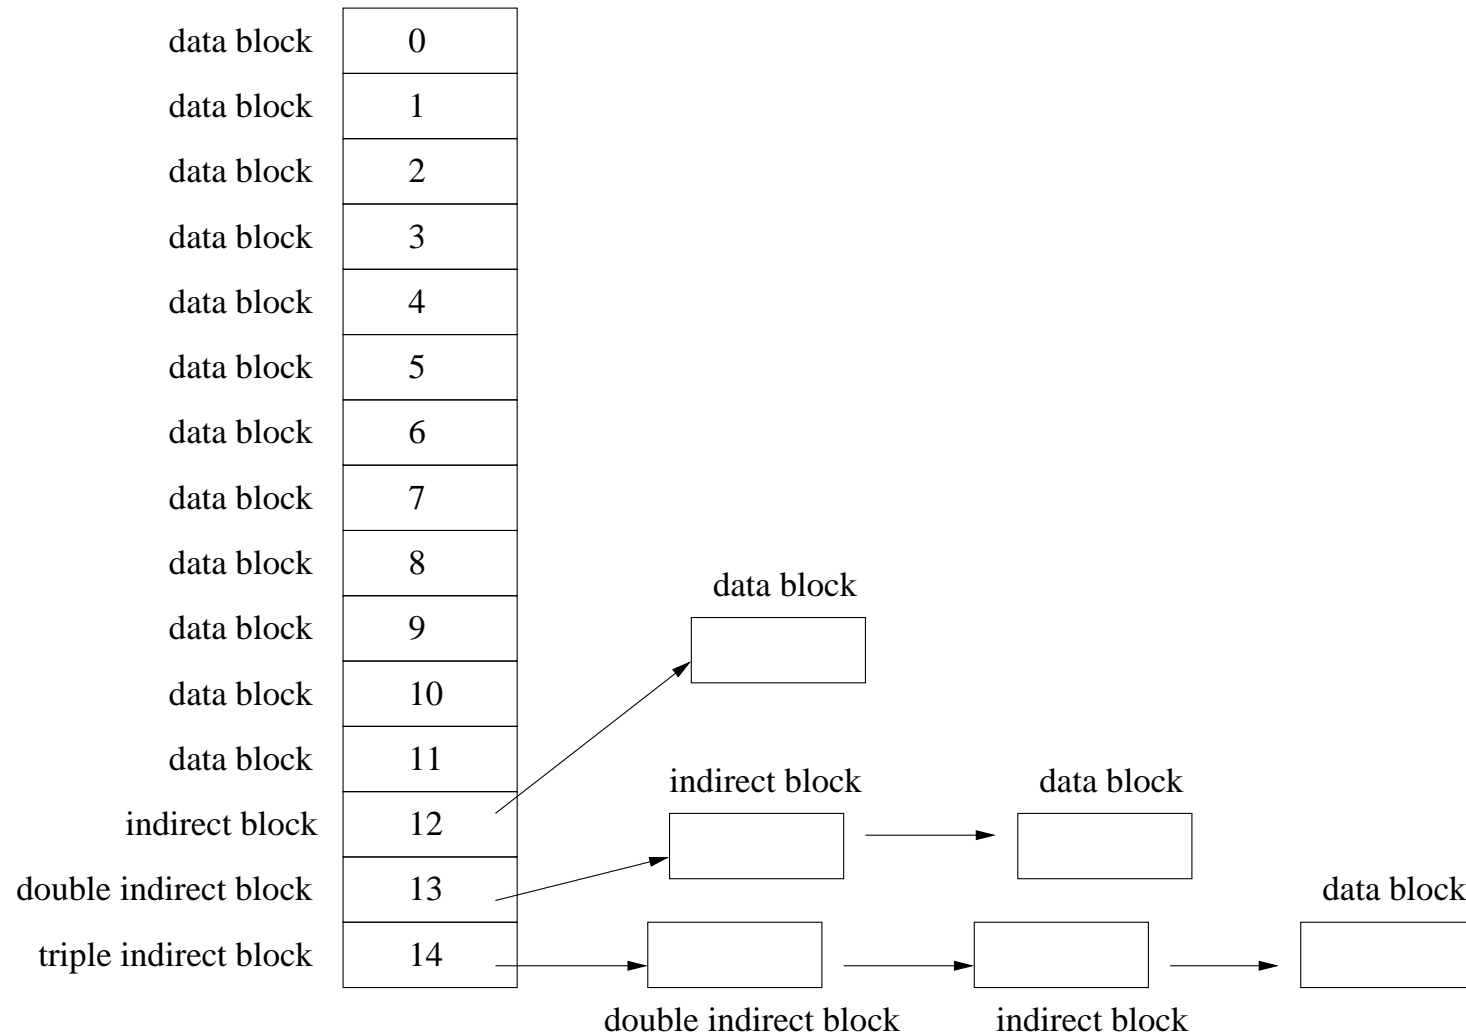 data block 0
data block 1
data block 2
data block 3
data block 4
data block 5
data block 6
data block 7
data block 8
data block
data block 9
data block 10
data block 11
indirect block data block
indirect block 12
double indirect block 13
data block
triple indirect block 14
double indirect block indirect block